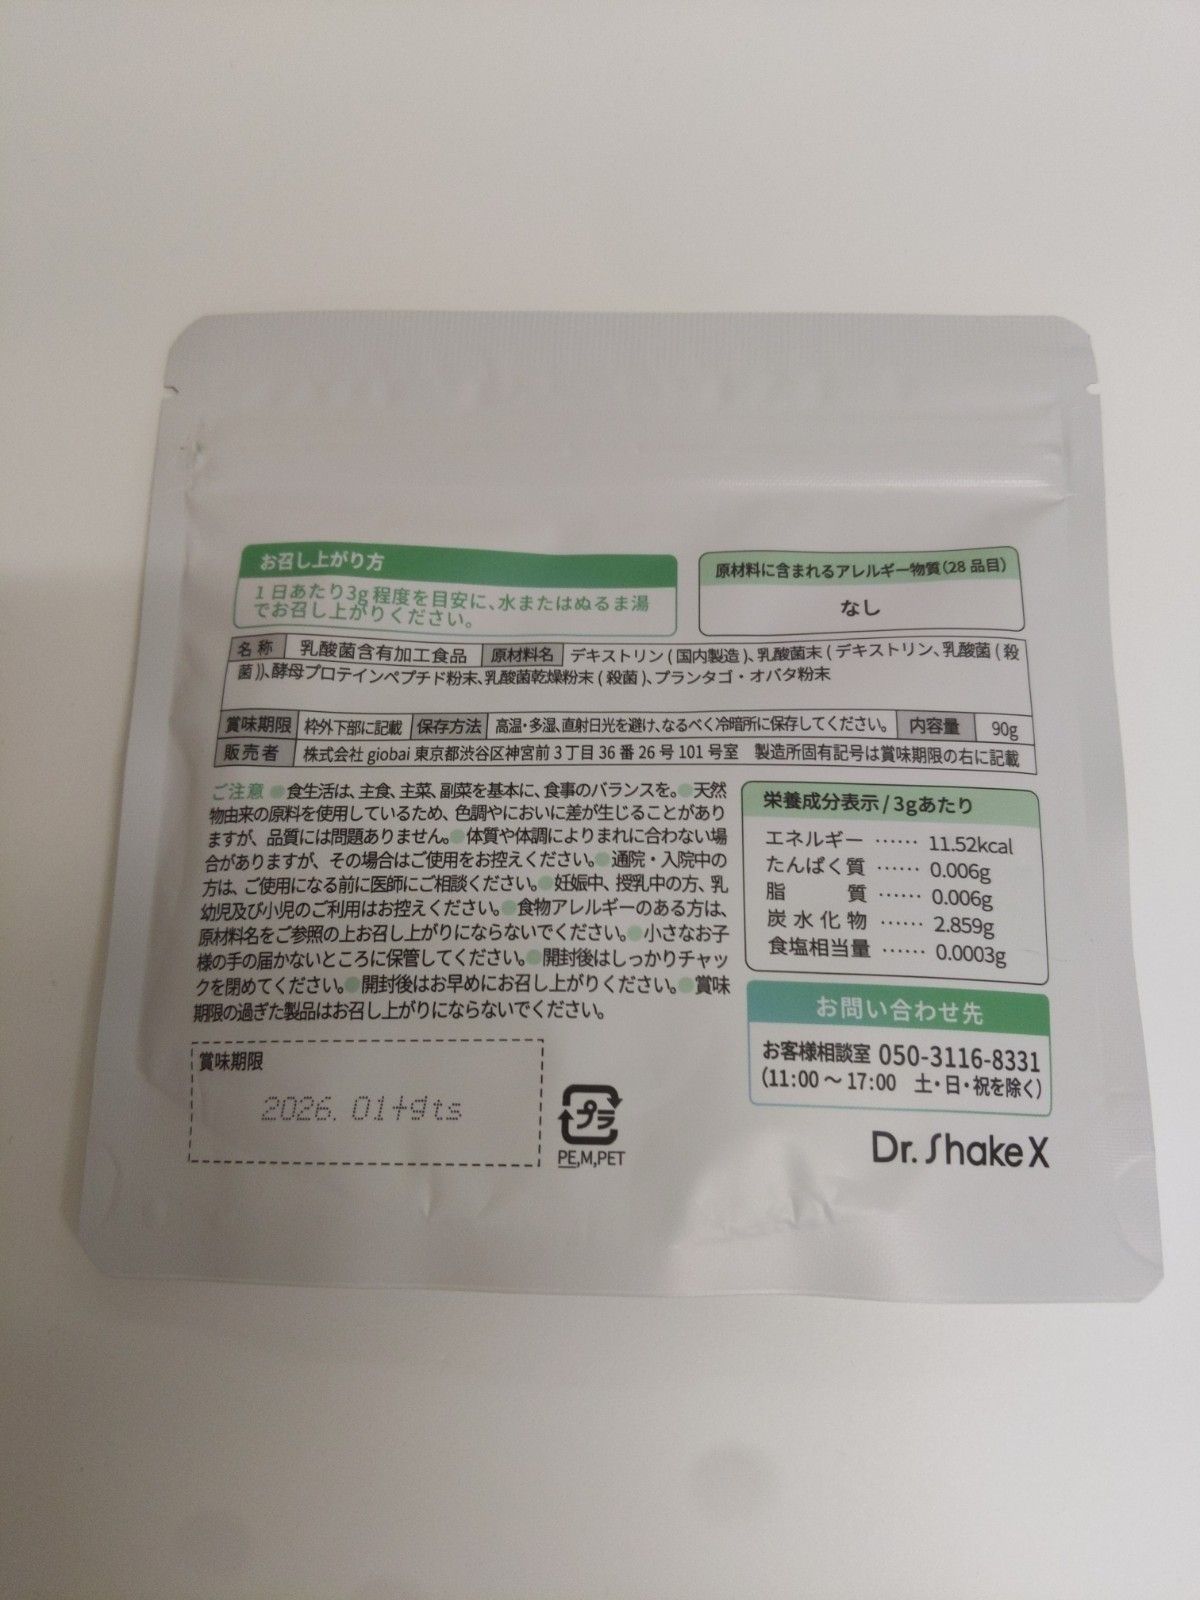 お召し上がり方
1日あたり3g程度を目安に、水またはぬるま湯
でお召し上がりください。
原材料に含まれるアレルギー物質(28品目)
なし
名称 乳酸菌含有加工食品 原材料名 デキストリン(国内製造)、乳酸菌末(デキストリン、乳酸菌(殺
菌))、酵母プロテインペプチド粉末、乳酸菌乾燥粉末(殺菌)、プランタゴ・オバタ粉末
賞味期限 枠外下部に記載 保存方法 高温・多湿、直射日光を避け、なるべく冷暗所に保存してください。 内容量 90g
販売者 株式会社giobai 東京都渋谷区神宮前3丁目36番26号101号室 製造所固有記号は賞味期限の右に記載
ご注意 ●食生活は、主食、主菜、副菜を基本に、食事のバランスを。●天然
物由来の原料を使用しているため、色調やにおいに差が生じることがあり
ますが、品質には問題ありません。●体質や体調によりまれに合わない場
合がありますが、その場合はご使用をお控えください。●通院・入院中の
方は、ご使用になる前に医師にご相談ください。●妊娠中、授乳中の方、乳
幼児及び小児のご利用はお控えください。●食物アレルギーのある方は、
原材料名をご参照の上お召し上がりにならないでください。●小さなお子
様の手の届かないところに保管してください。●開封後はしっかりチャッ
クを閉めてください。●開封後はお早めにお召し上がりください。●賞味
期限の過ぎた製品はお召し上がりにならないでください。
栄養成分表示/3gあたり
エネルギー …… 11.52kcal
たんぱく質 …… 0.006g
脂質 …… 0.006g
炭水化物 …… 2.859g
食塩相当量 …… 0.0003g
お問い合わせ先
お客様相談室 050-3116-8331
(11:00〜17:00 土・日・祝を除く)
賞味期限
2026. 01+gts
プラ
PE,M,PET
Dr. Shake X